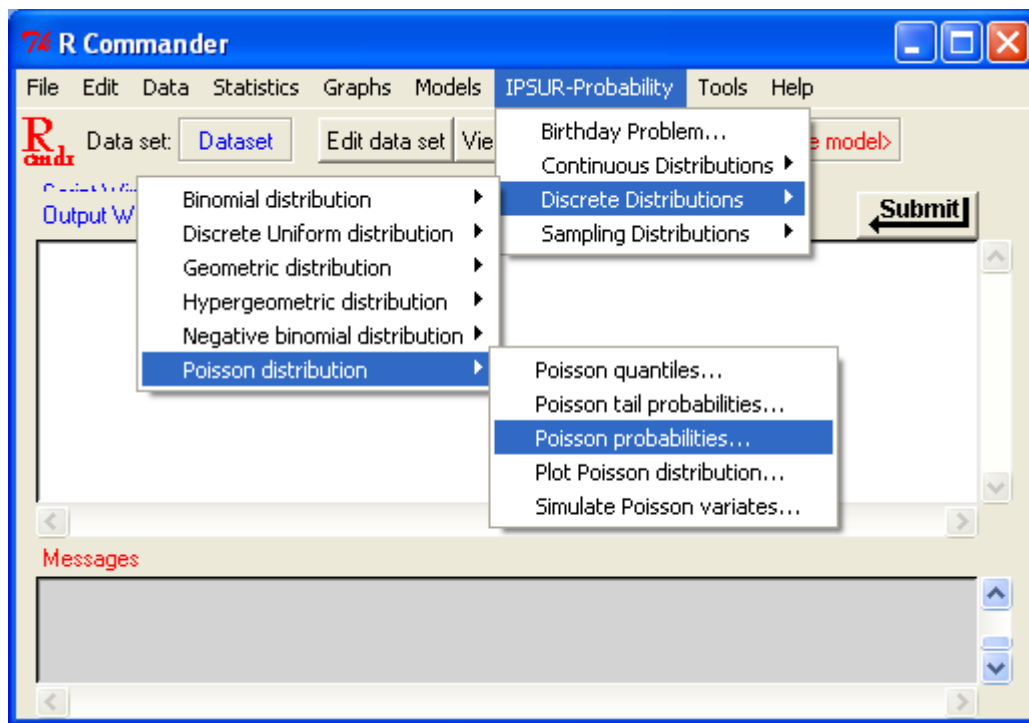 R Commander
File Edit Data Statistics Graphs Models IPSUR-Probability Tools Help
R cmdr Data set: Dataset Edit data set Vie model>
Birthday Problem...
Continuous Distributions
Discrete Distributions
Sampling Distributions
Output W
Submit
Binomial distribution
Discrete Uniform distribution
Geometric distribution
Hypergeometric distribution
Negative binomial distribution
Poisson distribution
Poisson quantiles...
Poisson tail probabilities...
Poisson probabilities...
Plot Poisson distribution...
Simulate Poisson variates...
Messages